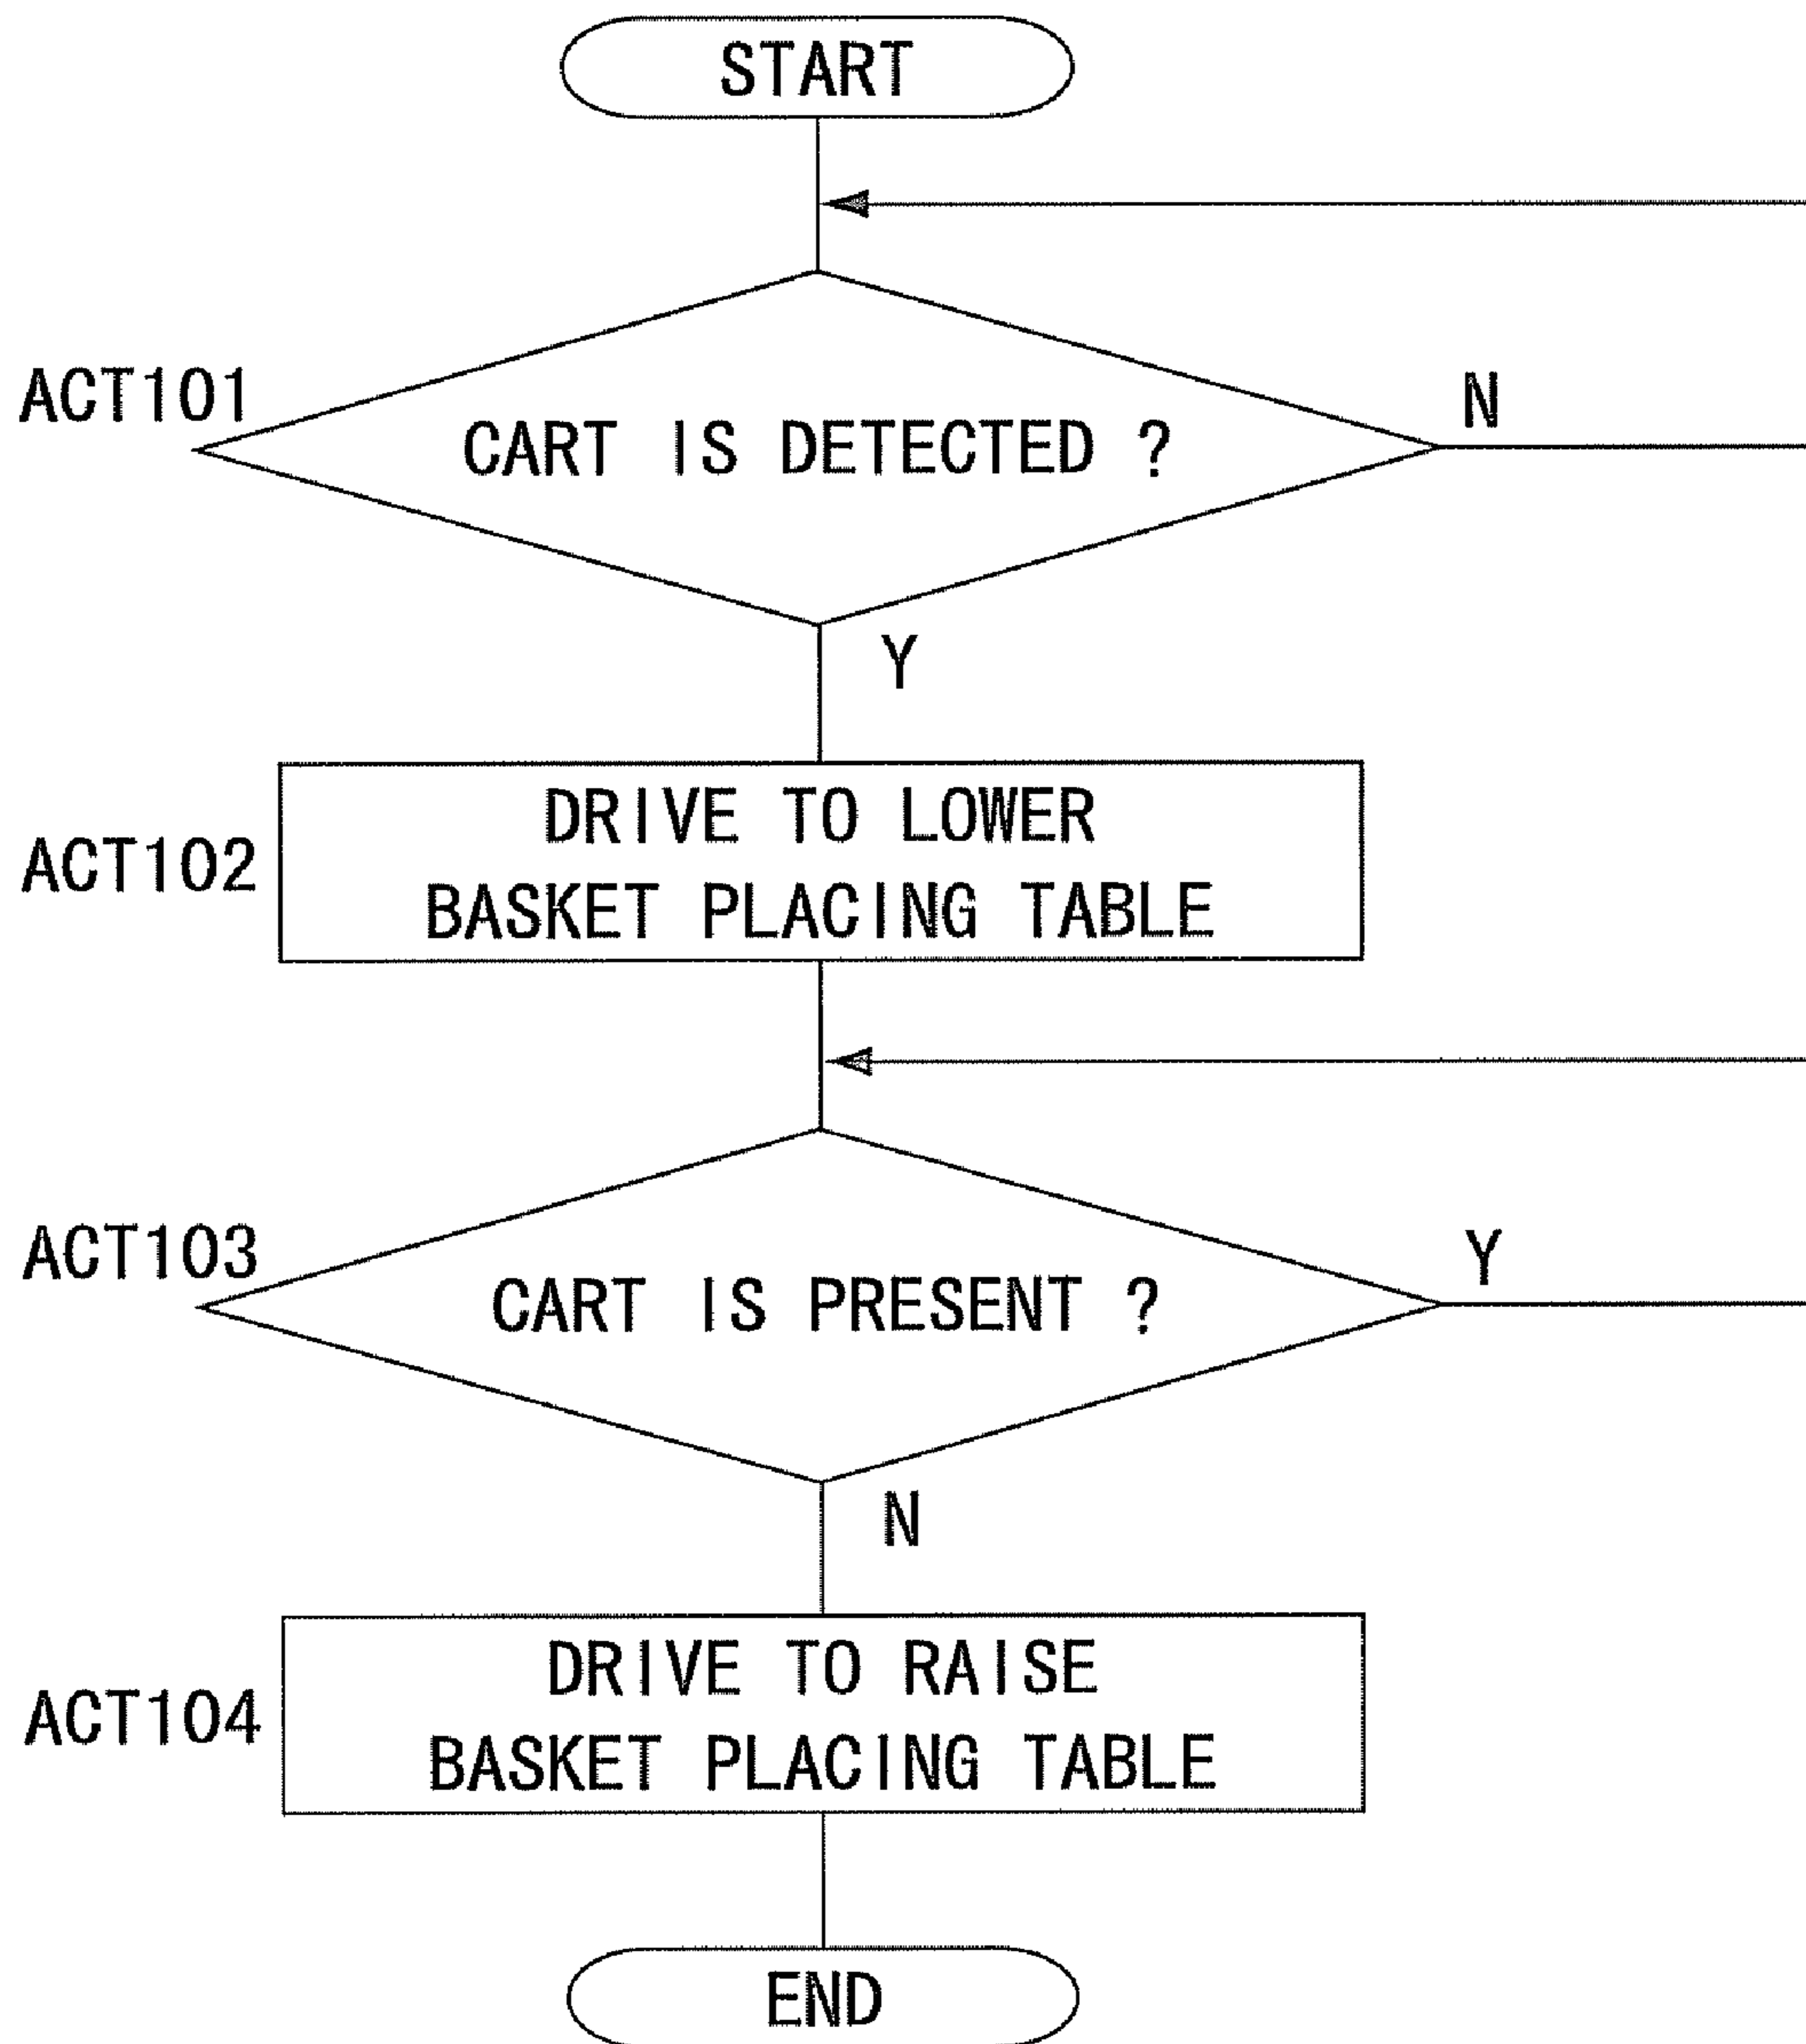 START
ACT101
CART IS DETECTED ?
N
Y
ACT102
DRIVE TO LOWER
BASKET PLACING TABLE
ACT103
CART IS PRESENT ?
Y
N
ACT104
DRIVE TO RAISE
BASKET PLACING TABLE
END